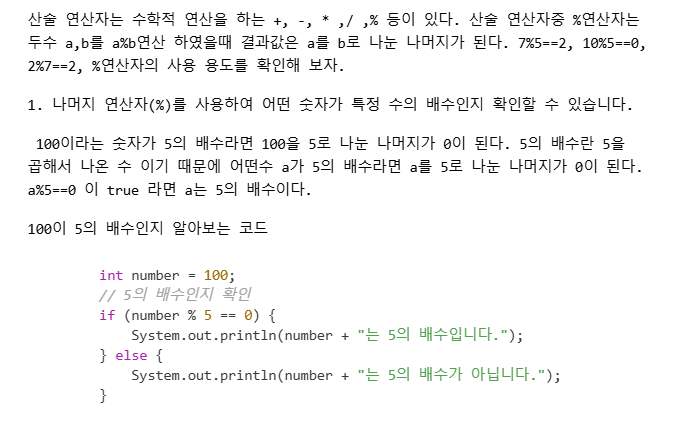 산술 연산자는 수학적 연산을 하는 +, -, * ,/ ,% 등이 있다. 산술 연산자중 %연산자는
두수 a,b를 a%b연산 하였을때 결과값은 a를 b로 나눈 나머지가 된다. 7%5==2, 10%5==0,
2%7==2, %연산자의 사용 용도를 확인해 보자.
1. 나머지 연산자(%)를 사용하여 어떤 숫자가 특정 수의 배수인지 확인할 수 있습니다.
100이라는 숫자가 5의 배수라면 100을 5로 나눈 나머지가 0이 된다. 5의 배수란 5을
곱해서 나온 수 이기 때문에 어떤수 a가 5의 배수라면 a를 5로 나눈 나머지가 0이 된다.
a%5==0 이 true 라면 a는 5의 배수이다.
100이 5의 배수인지 알아보는 코드
int number = 100;
// 5의 배수인지 확인
if (number % 5 == 0) {
    System.out.println(number + "는 5의 배수입니다.");
} else {
    System.out.println(number + "는 5의 배수가 아닙니다.");
}